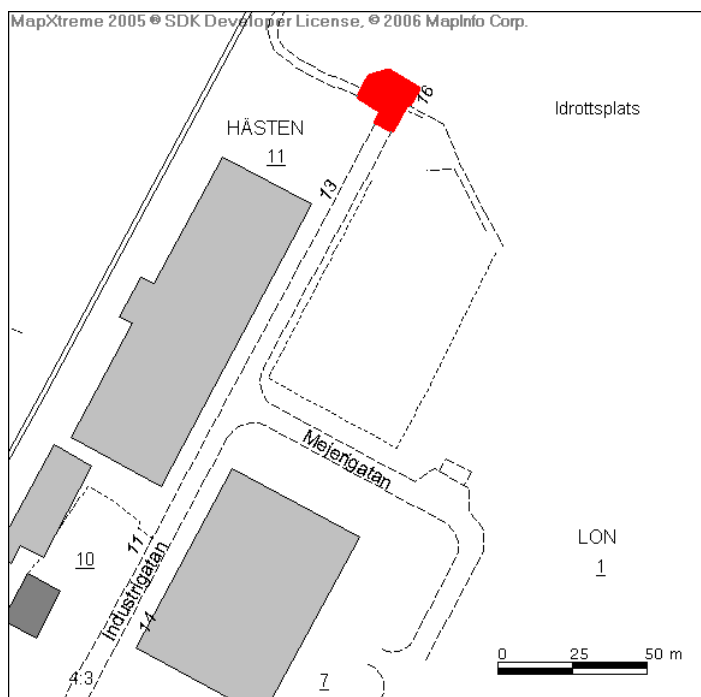 MapXtreme 2005 ® SDK Developer License, © 2006 MapInfo Corp.
16
Idrottsplats
HÄSTEN
11
13
Mejerigatan
LON
1
11
10
Industrigatan
14
4:3
7
0 25 50 m